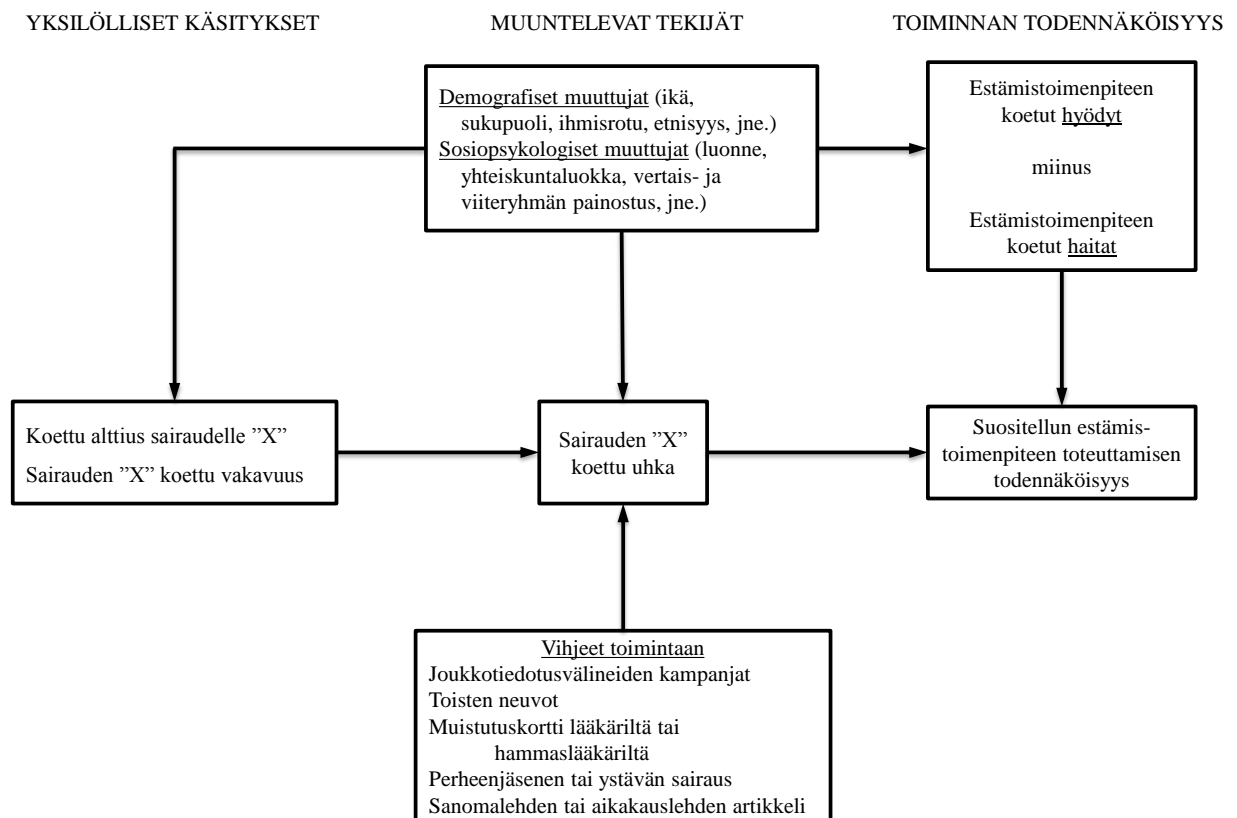 YKSILÖLLISET KÄSITYKSET
MUUNTELEVAT TEKIJÄT
TOIMINNAN TODENNÄKÖISYYS
Demografiset muuttujat (ikä,
sukupuoli, ihmisrotu, etnisyys, jne.)
Sosiopsykologiset muuttujat (luonne,
yhteiskuntaluokka, vertais- ja
viiteryhmän painostus, jne.)
Estämistoimenpiteen
koetut hyödyt
miinus
Estämistoimenpiteen
koetut haitat
Koettu alttius sairaudelle ”X”
Sairauden ”X” koettu vakavuus
Sairauden ”X”
koettu uhka
Suositellun estämis-
toimenpiteen toteuttamisen
todennäköisyys
Vihjeet toimintaan
Joukkotiedotusvälineiden kampanjat
Toisten neuvot
Muistutuskortti lääkäriltä tai
hammaslääkäriltä
Perheenjäsenen tai ystävän sairaus
Sanomalehden tai aikakauslehden artikkeli